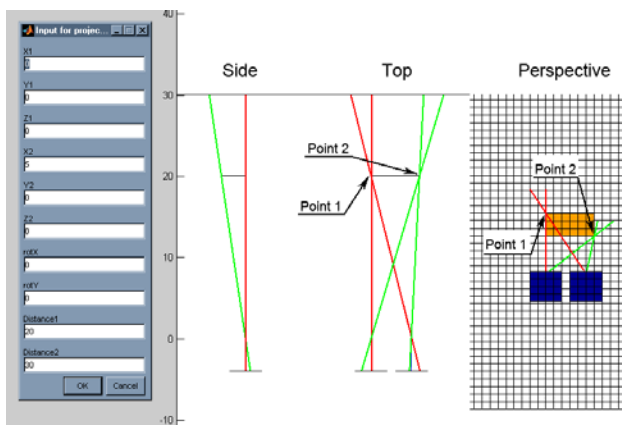 Input for projec...
X1
0
Y1
0
Z1
0
X2
5
Y2
0
Z2
0
rotX
0
rotY
0
Distance1
20
Distance2
30
OK
Cancel
40
30
20
10
0
-10
Side
Top
Perspective
Point 2
Point 1
Point 2
Point 1